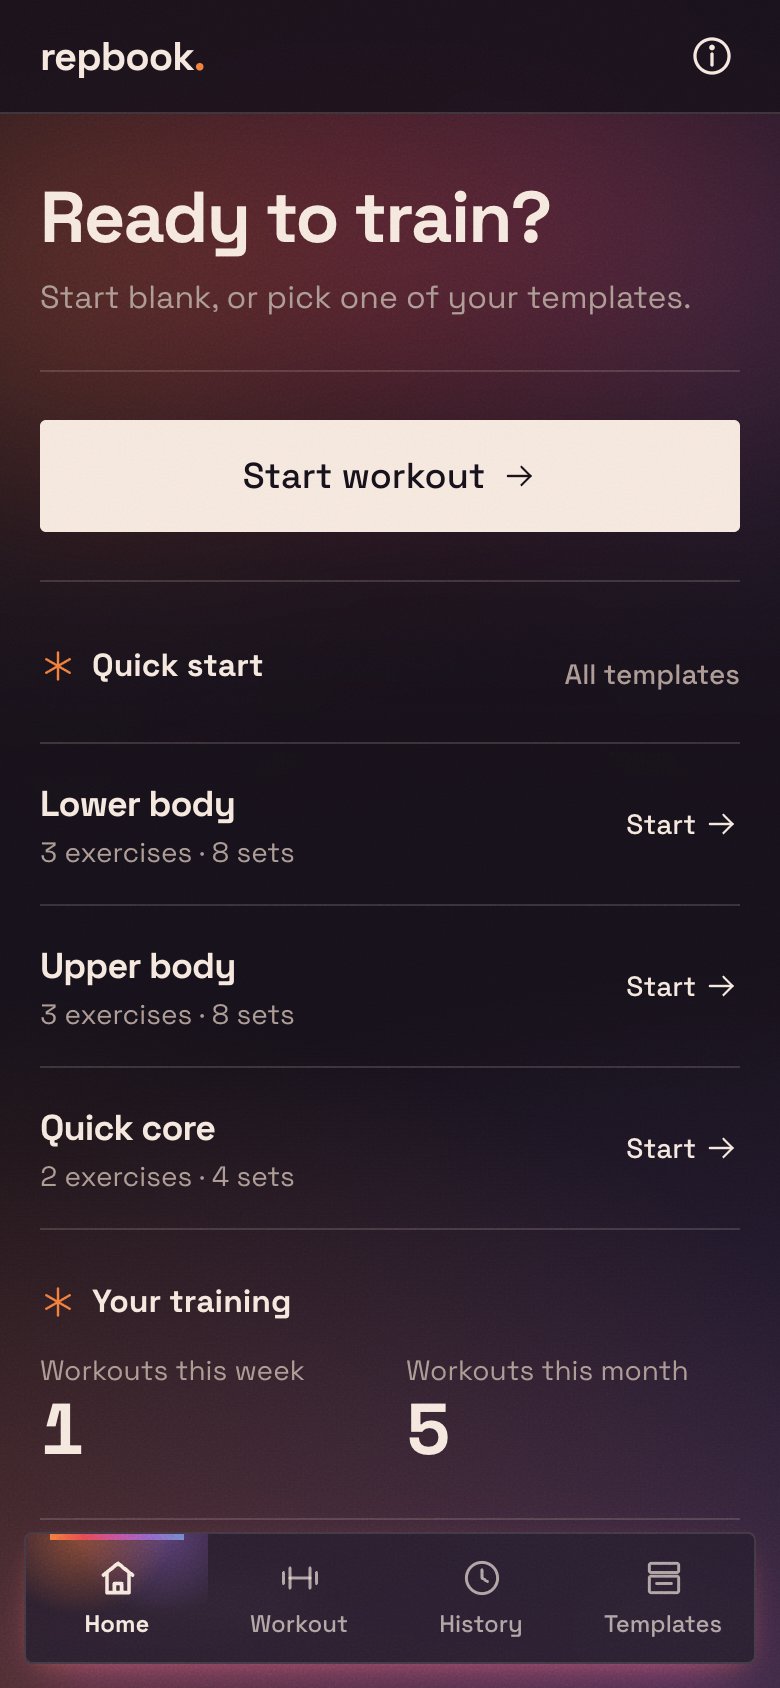 repbook.
Ready to train?
Start blank, or pick one of your templates.
Start workout →
Quick start
All templates
Lower body
3 exercises · 8 sets
Start →
Upper body
3 exercises · 8 sets
Start →
Quick core
2 exercises · 4 sets
Start →
Your training
Workouts this week
1
Workouts this month
5
Home
Workout
History
Templates